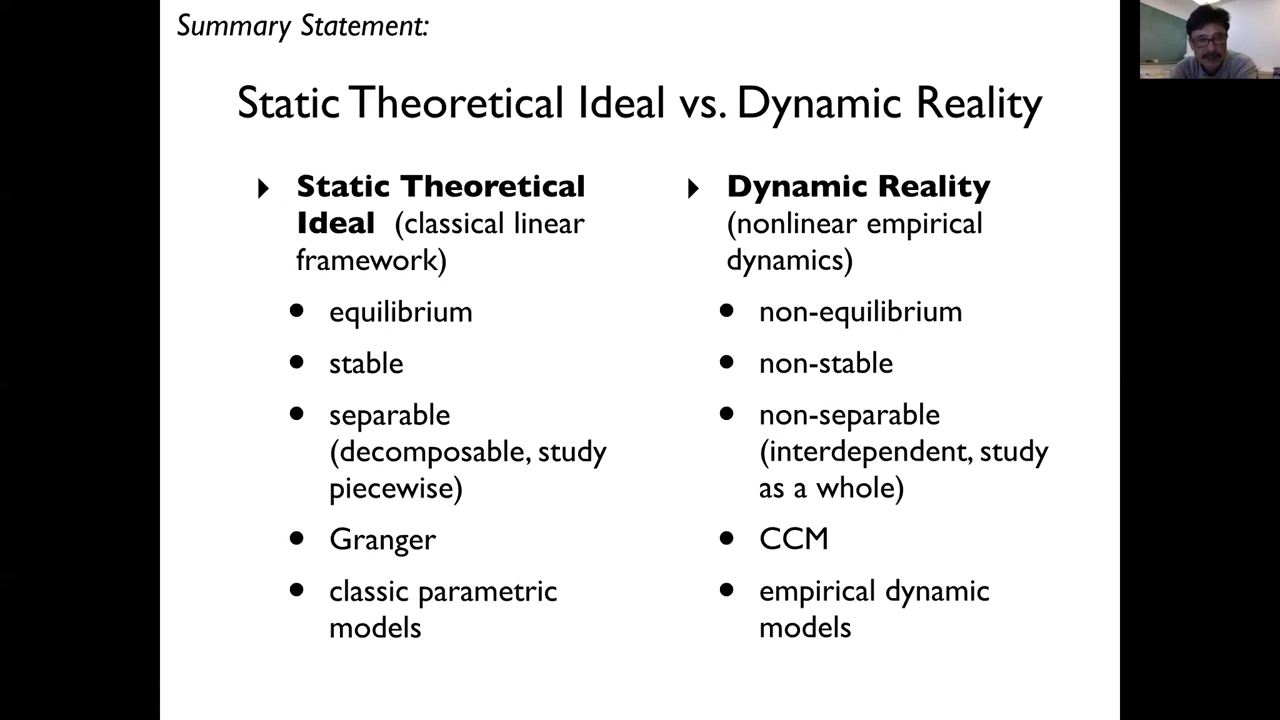 Summary Statement:
Static Theoretical Ideal vs. Dynamic Reality
Static Theoretical
Ideal (classical linear
framework)
equilibrium
stable
separable
(decomposable, study
piecewise)
Granger
classic parametric
models
Dynamic Reality
(nonlinear empirical
dynamics)
non-equilibrium
non-stable
non-separable
(interdependent, study
as a whole)
CCM
empirical dynamic
models